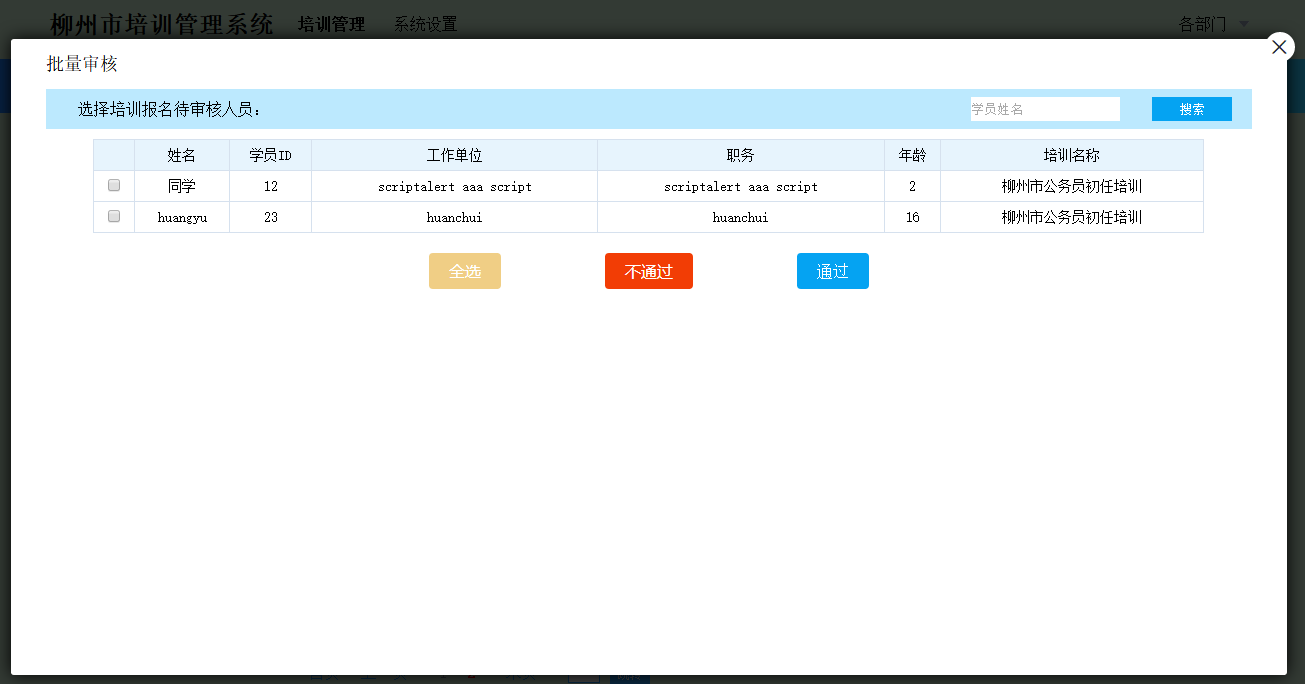 柳州市培训管理系统 培训管理 系统设置 各部门
批量审核
选择培训报名待审核人员: 学员姓名 搜索
姓名 学员ID 工作单位 职务 年龄 培训名称
同学 12 scriptalert aaa script scriptalert aaa script 2 柳州市公务员初任培训
huangyu 23 huanchui huanchui 16 柳州市公务员初任培训
全选 不通过 通过